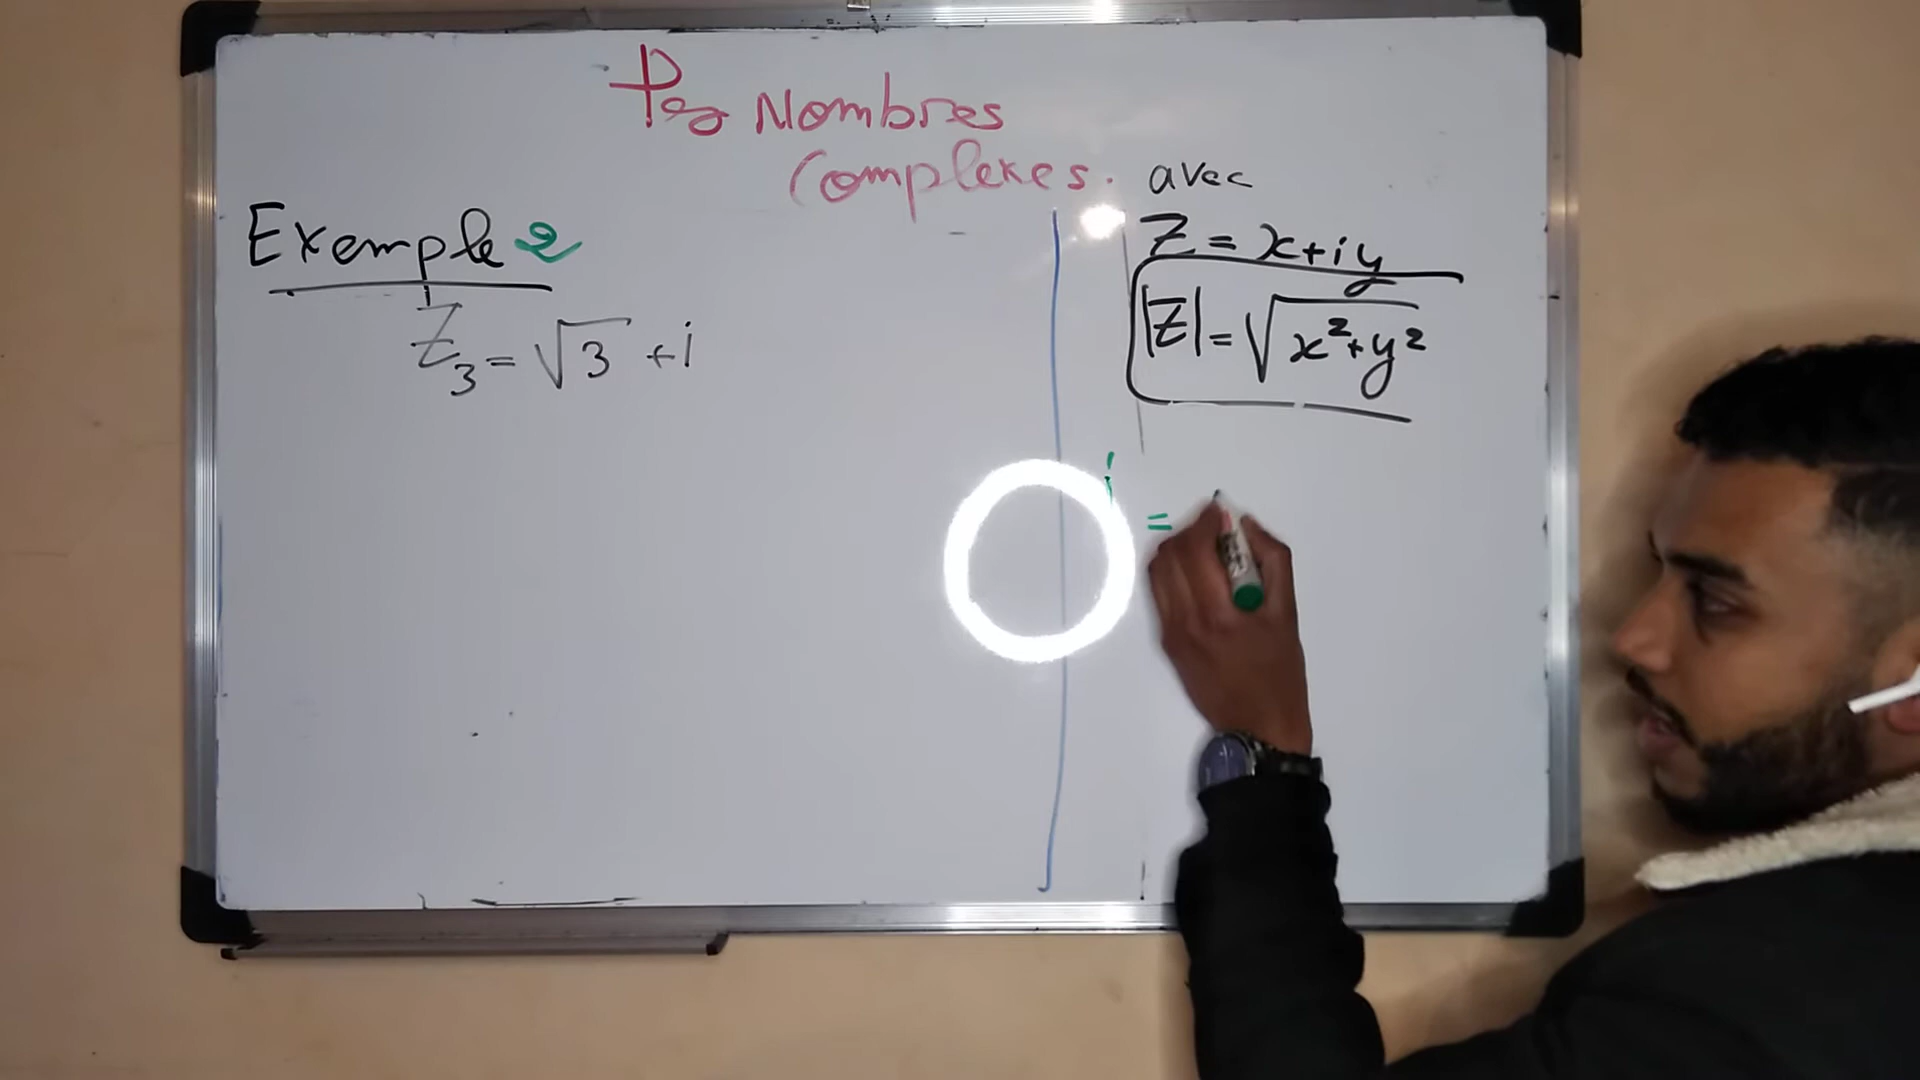 Les Nombres
Complexes.
Exemple 2
Z₃ = √3 + i
avec
Z = x + iy
|Z| = √x² + y²
i =